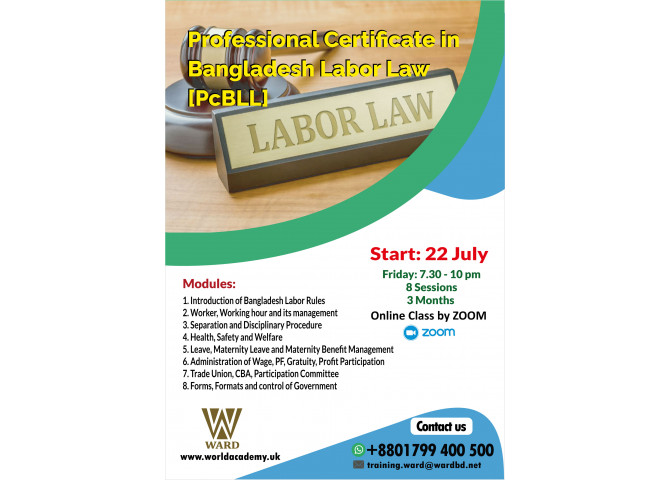 Professional Certificate in
Bangladesh Labor Law
[PcBLL]
LABOR LAW
Start: 22 July
Friday: 7.30 - 10 pm
8 Sessions
3 Months
Online Class by ZOOM
zoom
Modules:
1. Introduction of Bangladesh Labor Rules
2. Worker, Working hour and its management
3. Separation and Disciplinary Procedure
4. Health, Safety and Welfare
5. Leave, Maternity Leave and Maternity Benefit Management
6. Administration of Wage, PF, Gratuity, Profit Participation
7. Trade Union, CBA, Participation Committee
8. Forms, Formats and control of Government
WARD
www.worldacademy.uk
Contact us
+8801799 400 500
training.ward@wardbd.net